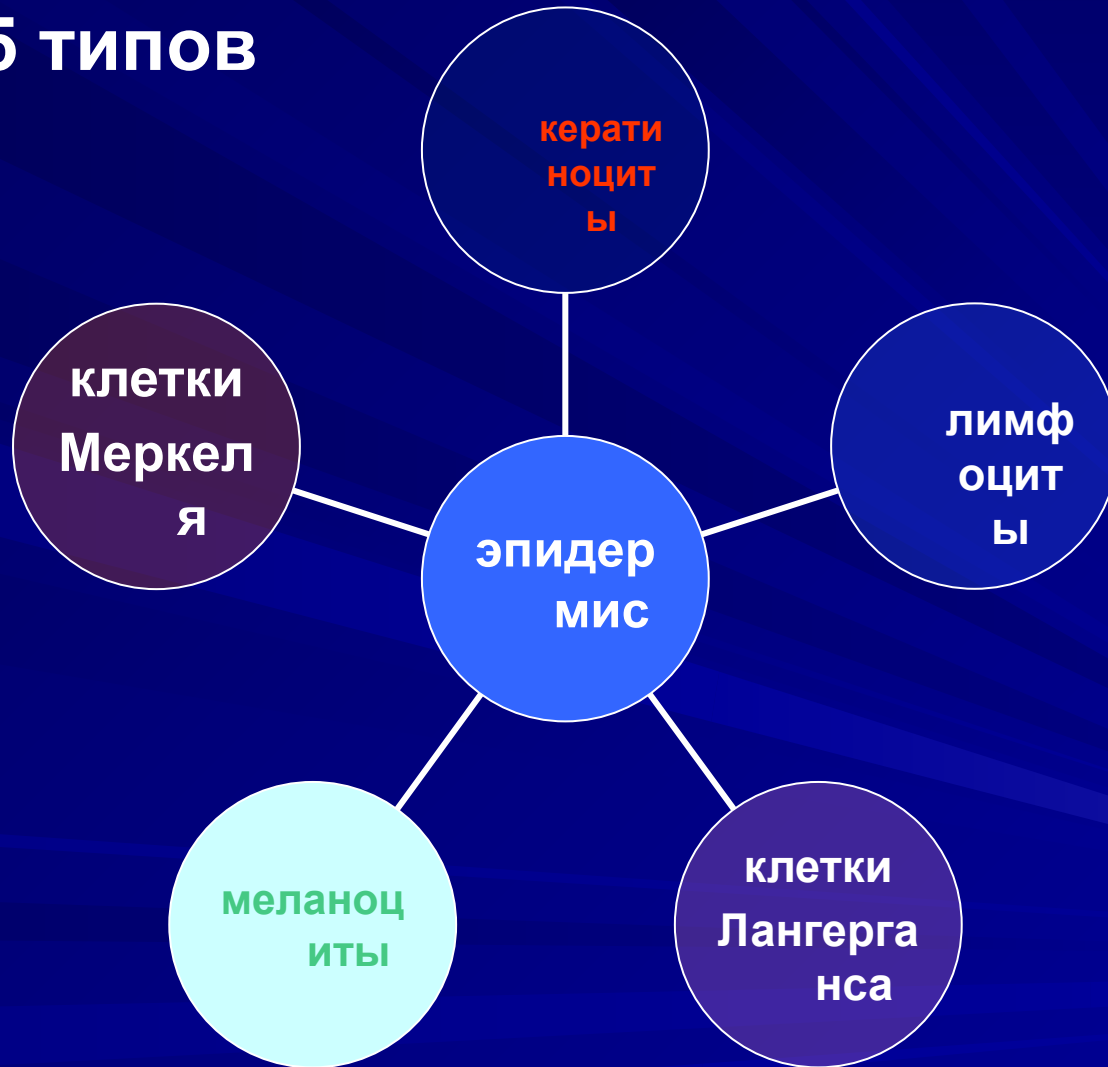 5 типов
керати
ноцит
ы
клетки
Меркел
я
лимф
оцит
ы
эпидер
мис
меланоц
иты
клетки
Лангерга
нса